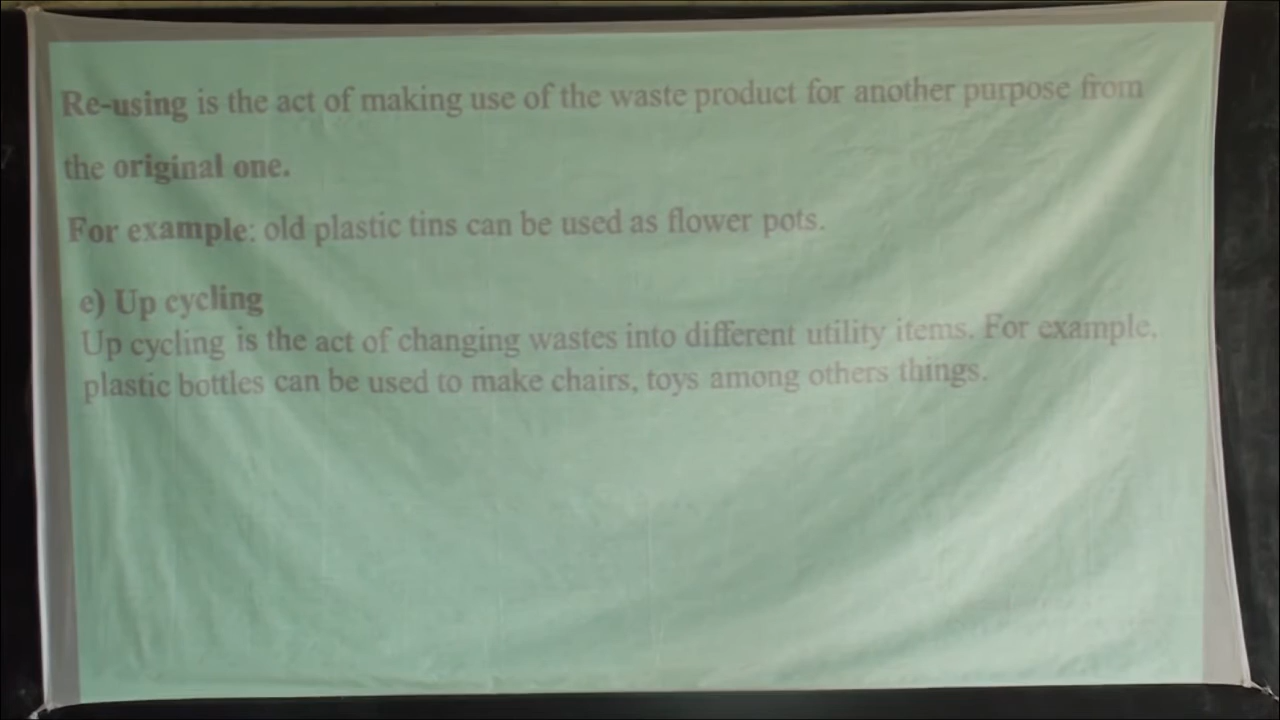 Re-using is the act of making use of the waste product for another purpose from
the original one.
For example: old plastic tins can be used as flower pots.
e) Up cycling
Up cycling is the act of changing wastes into different utility items. For example,
plastic bottles can be used to make chairs, toys among others things.